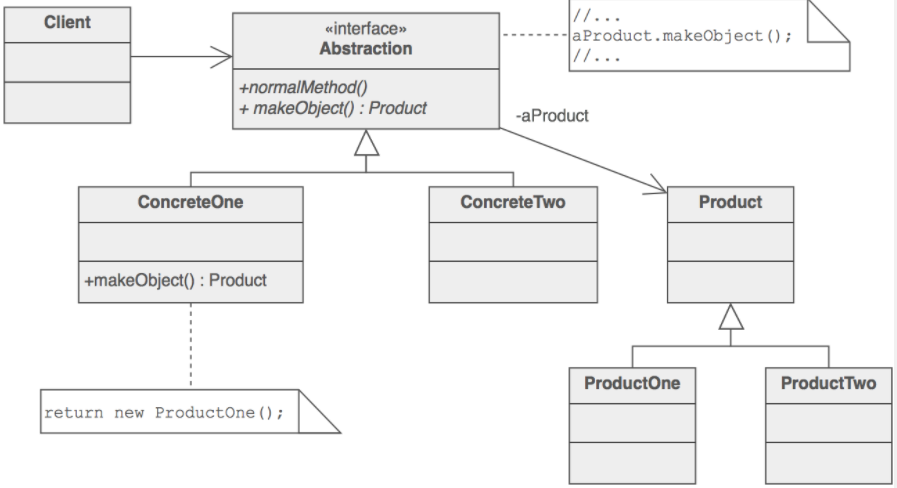 Client
«interface»
Abstraction
+normalMethod()
+ makeObject() : Product
//...
aProduct.makeObject();
//...
-aProduct
ConcreteOne
+makeObject() : Product
ConcreteTwo
Product
return new ProductOne();
ProductOne
ProductTwo